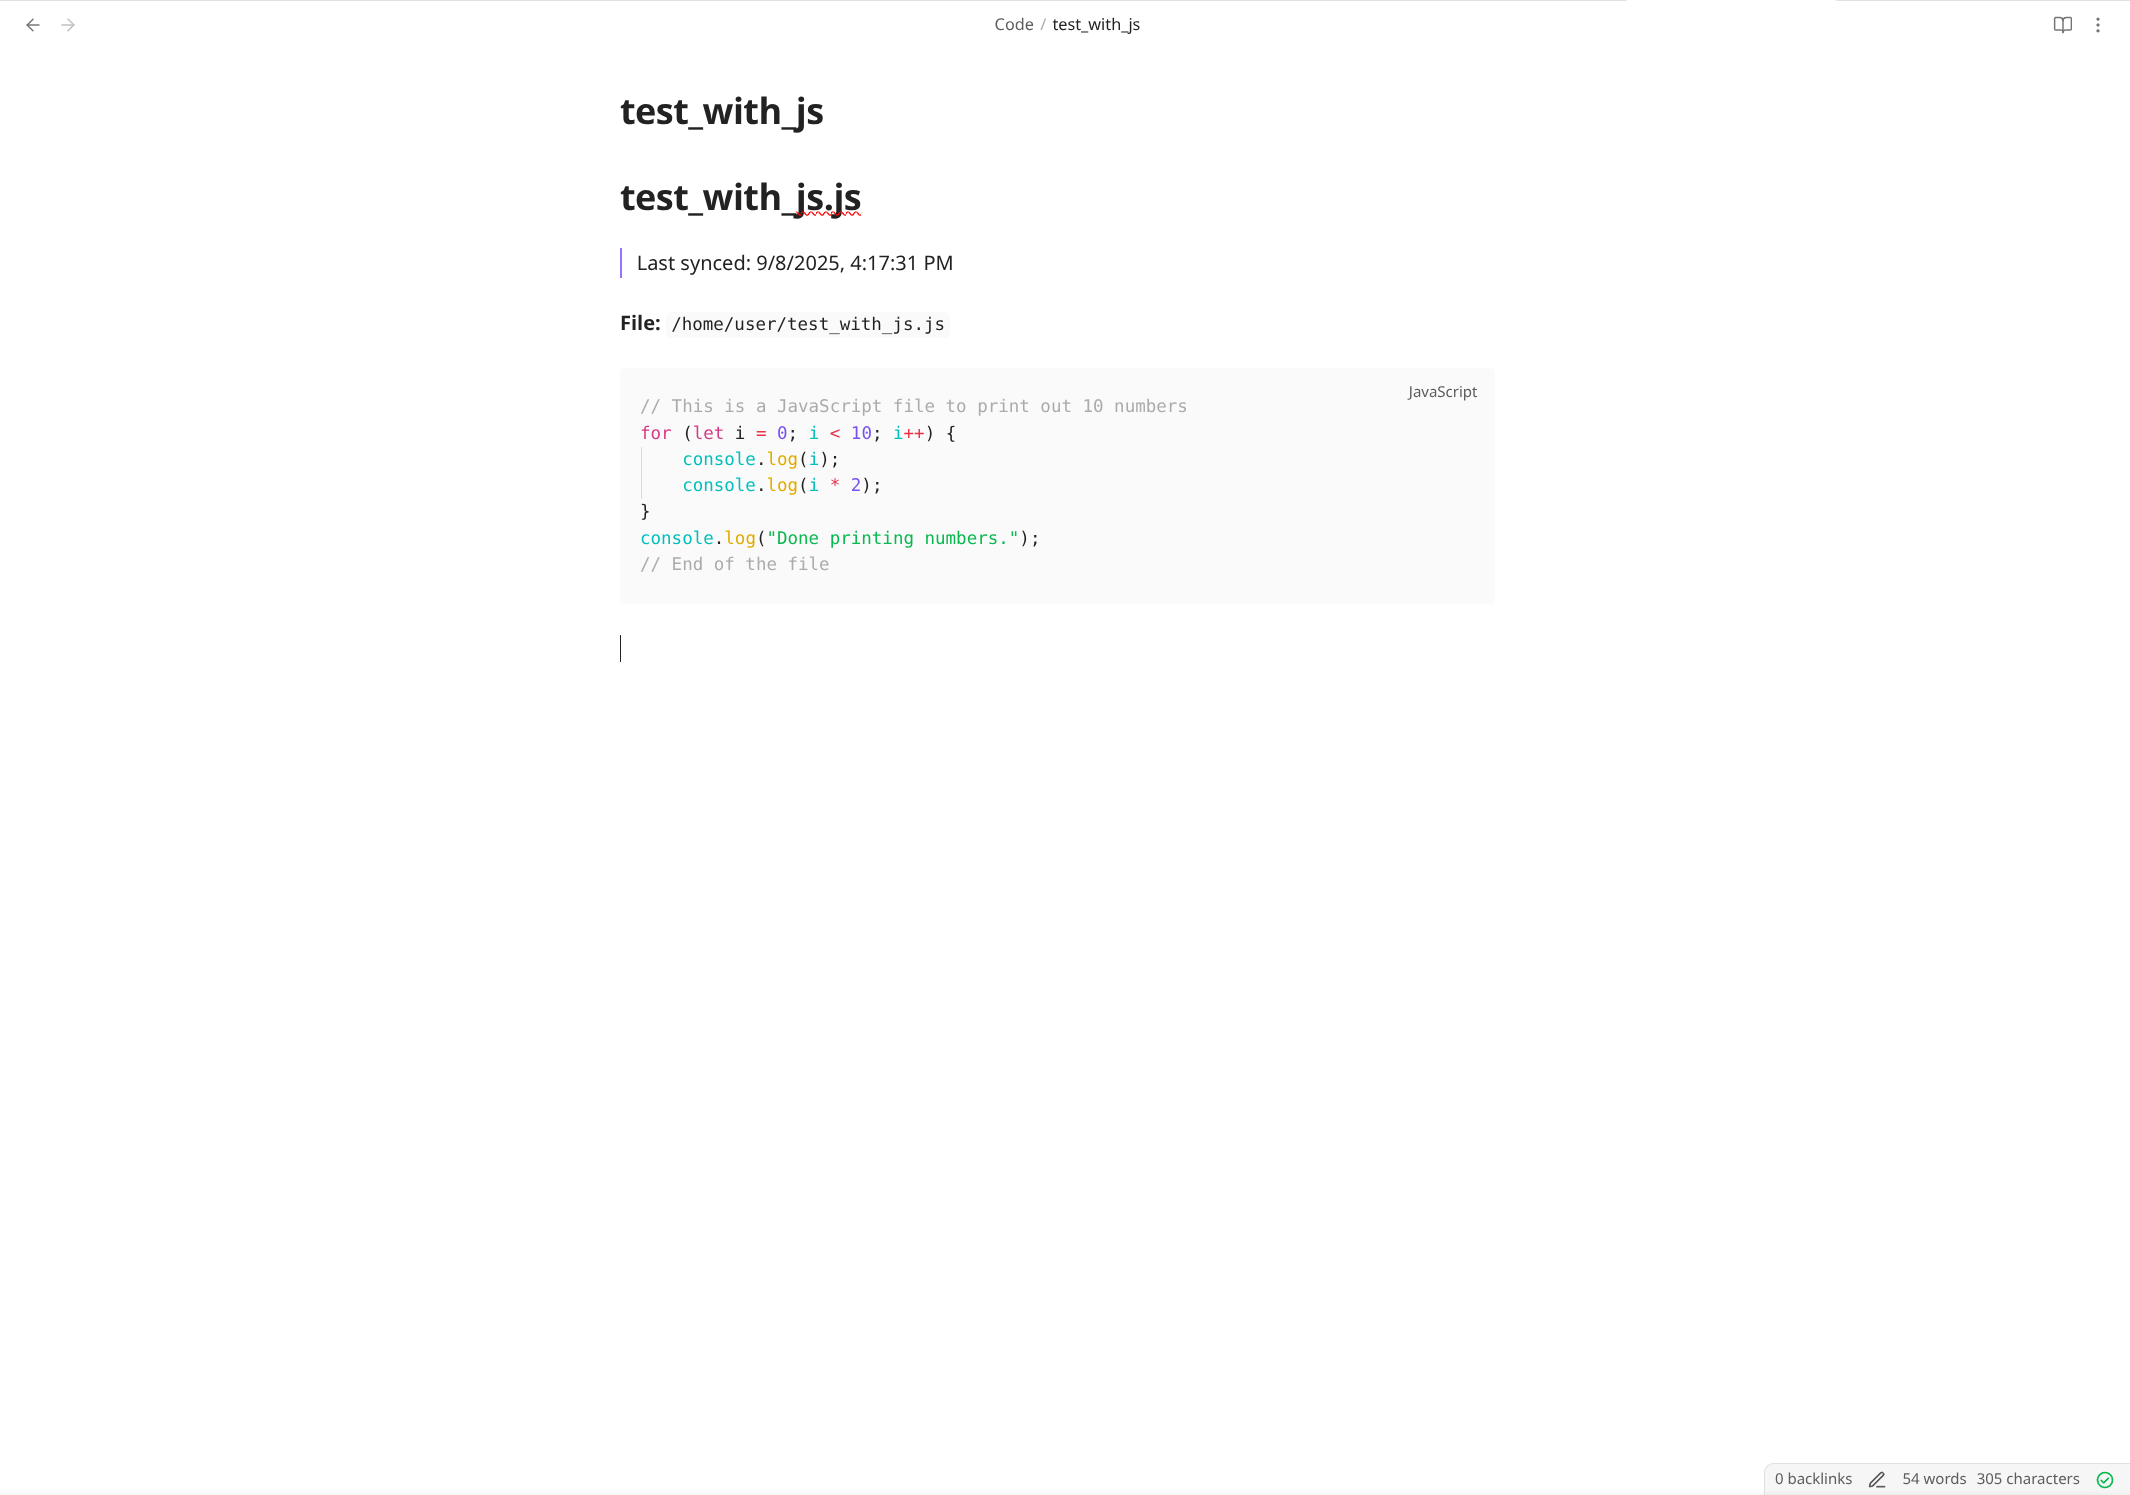 Code / test_with_js
test_with_js
test_with_js.js
Last synced: 9/8/2025, 4:17:31 PM
File: /home/user/test_with_js.js
JavaScript
// This is a JavaScript file to print out 10 numbers
for (let i = 0; i < 10; i++) {
    console.log(i);
    console.log(i * 2);
}
console.log("Done printing numbers.");
// End of the file
0 backlinks 54 words 305 characters